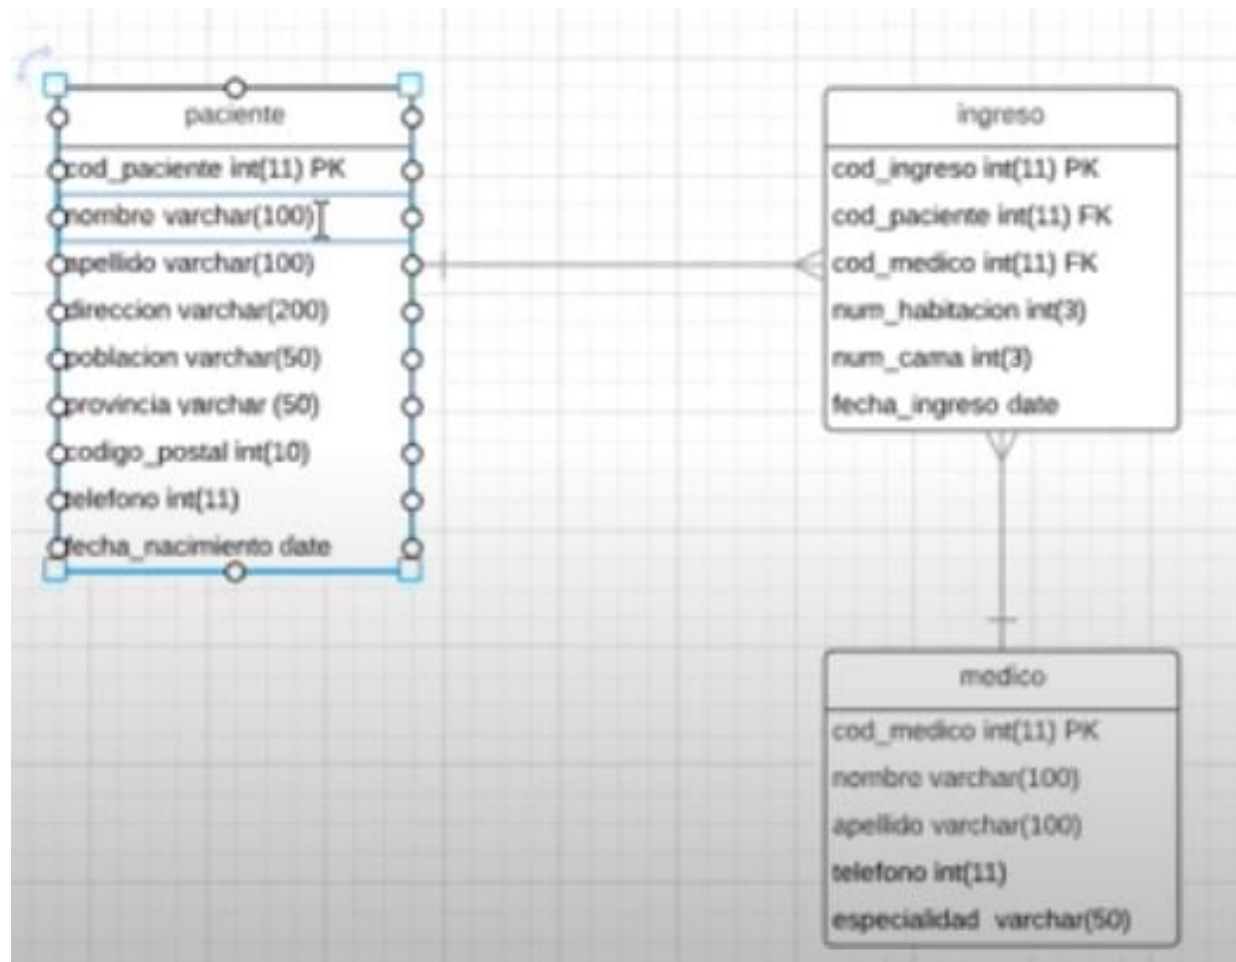 paciente
cod_paciente int(11) PK
nombre varchar(100)
apellido varchar(100)
direccion varchar(200)
poblacion varchar(50)
provincia varchar (50)
codigo_postal int(10)
telefono int(11)
fecha_nacimiento date
ingreso
cod_ingreso int(11) PK
cod_paciente int(11) FK
cod_medico int(11) FK
num_habitacion int(3)
num_cama int(3)
fecha_ingreso date
medico
cod_medico int(11) PK
nombre varchar(100)
apellido varchar(100)
telefono int(11)
especialidad varchar(50)